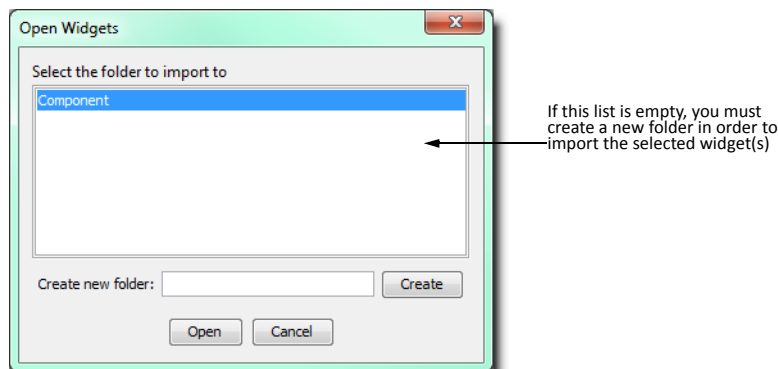 Open Widgets
Select the folder to import to
Component
If this list is empty, you must
create a new folder in order to
import the selected widget(s)
Create new folder:
Create
Open
Cancel